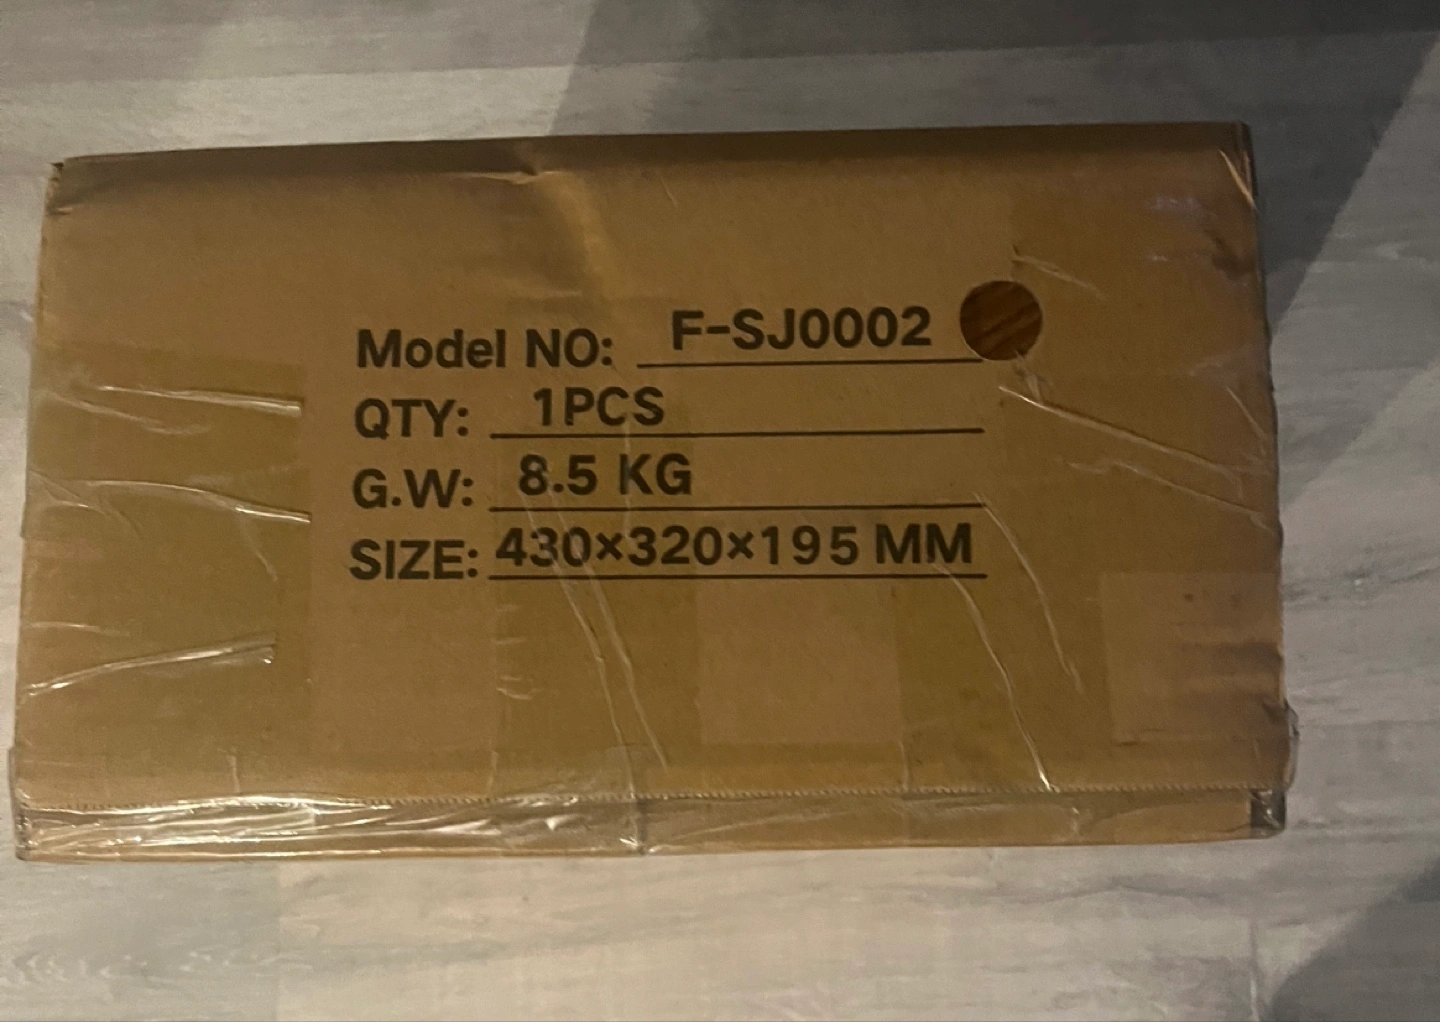 Model NO: F-SJ0002
QTY: 1PCS
G.W: 8.5 KG
SIZE: 430×320×195 MM